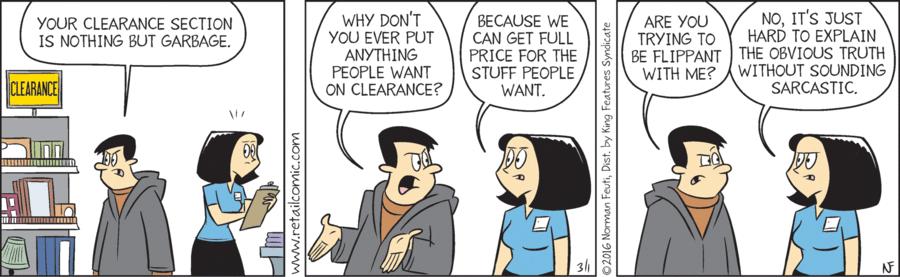 YOUR CLEARANCE SECTION
IS NOTHING BUT GARBAGE.
CLEARANCE
WHY DON'T
YOU EVER PUT
ANYTHING
PEOPLE WANT
ON CLEARANCE?
BECAUSE WE
CAN GET FULL
PRICE FOR THE
STUFF PEOPLE
WANT.
www.retailcomic.com
3/1
©2016 Norman Feuti, Dist. by King Features Syndicate
ARE YOU
TRYING TO
BE FLIPPANT
WITH ME?
NO, IT'S JUST
HARD TO EXPLAIN
THE OBVIOUS TRUTH
WITHOUT SOUNDING
SARCASTIC.
NF